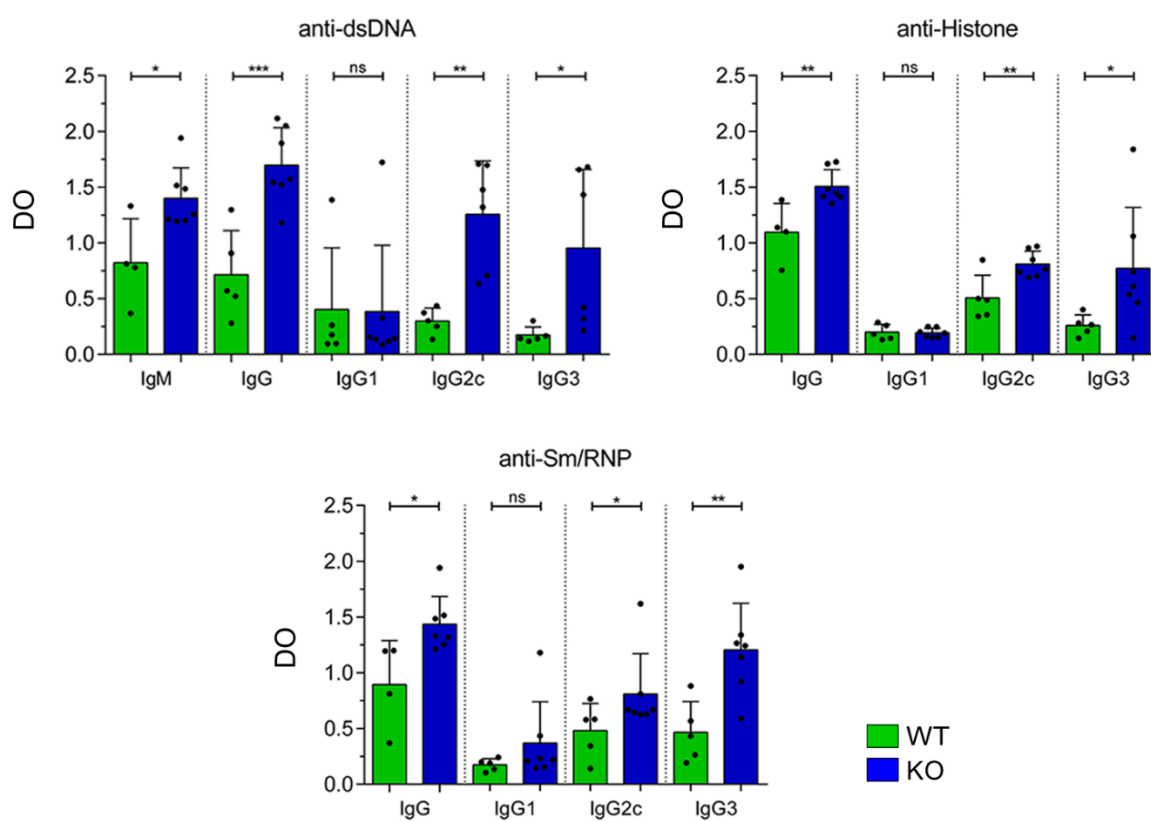 anti-dsDNA
* *** ns ** *
2.5
2.0
1.5
1.0
0.5
0.0
DO
IgM IgG IgG1 IgG2c IgG3
anti-Histone
** ns ** *
2.5
2.0
1.5
1.0
0.5
0.0
DO
IgG IgG1 IgG2c IgG3
anti-Sm/RNP
* ns * **
2.5
2.0
1.5
1.0
0.5
0.0
DO
IgG IgG1 IgG2c IgG3
WT
KO